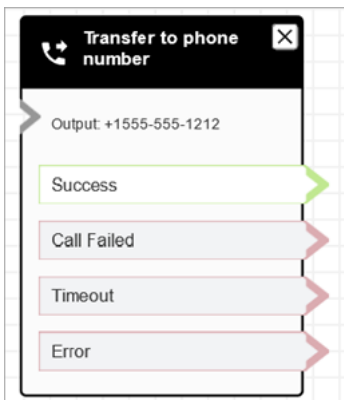 Transfer to phone
number
Output: +1555-555-1212
Success
Call Failed
Timeout
Error